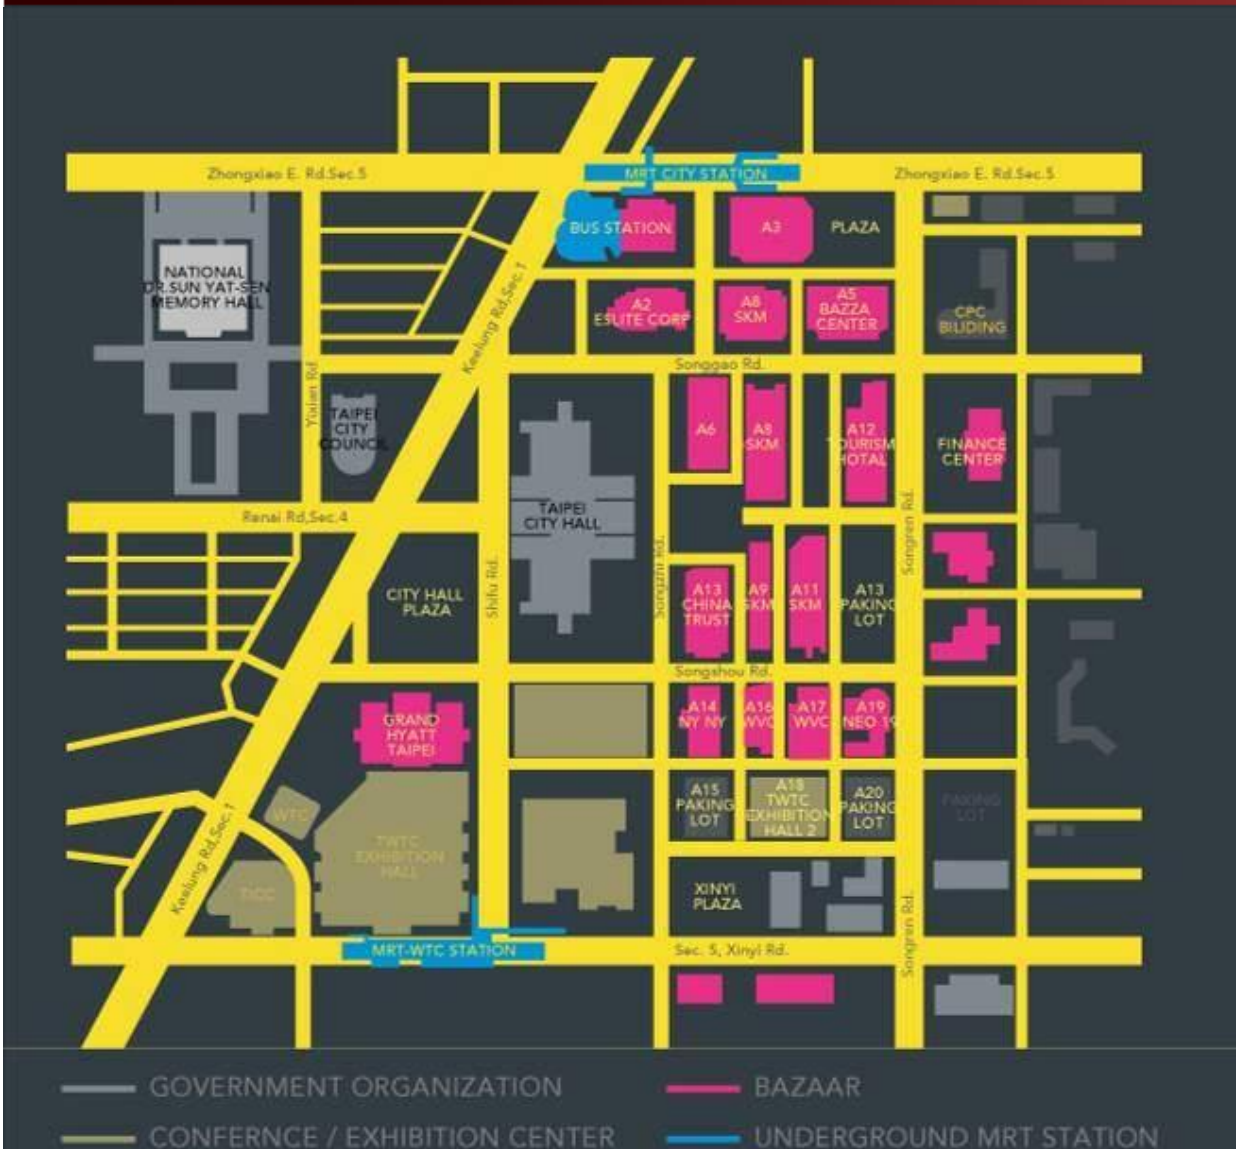 Zhongxiao E. Rd.Sec.5
MRT CITY STATION
Zhongxiao E. Rd.Sec.5
BUS STATION
A3
PLAZA
NATIONAL
DR.SUN YAT-SEN
MEMORY HALL
Keelung Rd,Sec.1
A2
ESLITE CORP
A8
SKM
A5
BAZZA
CENTER
CPC
BILIDING
Songgao Rd.
Yixian Rd
TAIPEI
CITY
COUNCIL
A6
A8
SKM
A12
TOURISM
HOTAL
FINANCE
CENTER
Renai Rd,Sec.4
TAIPEI
CITY HALL
Songren Rd.
Songzhi Rd.
Shifu Rd.
CITY HALL
PLAZA
A13
CHINA
TRUST
A9
SKM
A11
SKM
A13
PAKING
LOT
Songshou Rd.
GRAND
HYATT
TAIPEI
A14
NY NY
A16
WVC
A17
WVC
A19
NEO 19
WTC
TWTC
EXHIBITION
HALL
A15
PAKING
LOT
A18
TWTC
EXHIBITION
HALL 2
A20
PAKING
LOT
PAKING
LOT
Keelung Rd,Sec.1
TICC
XINYI
PLAZA
Songren Rd.
MRT-WTC STATION
Sec. 5, Xinyi Rd.
GOVERNMENT ORGANIZATION
BAZAAR
CONFERNCE / EXHIBITION CENTER
UNDERGROUND MRT STATION